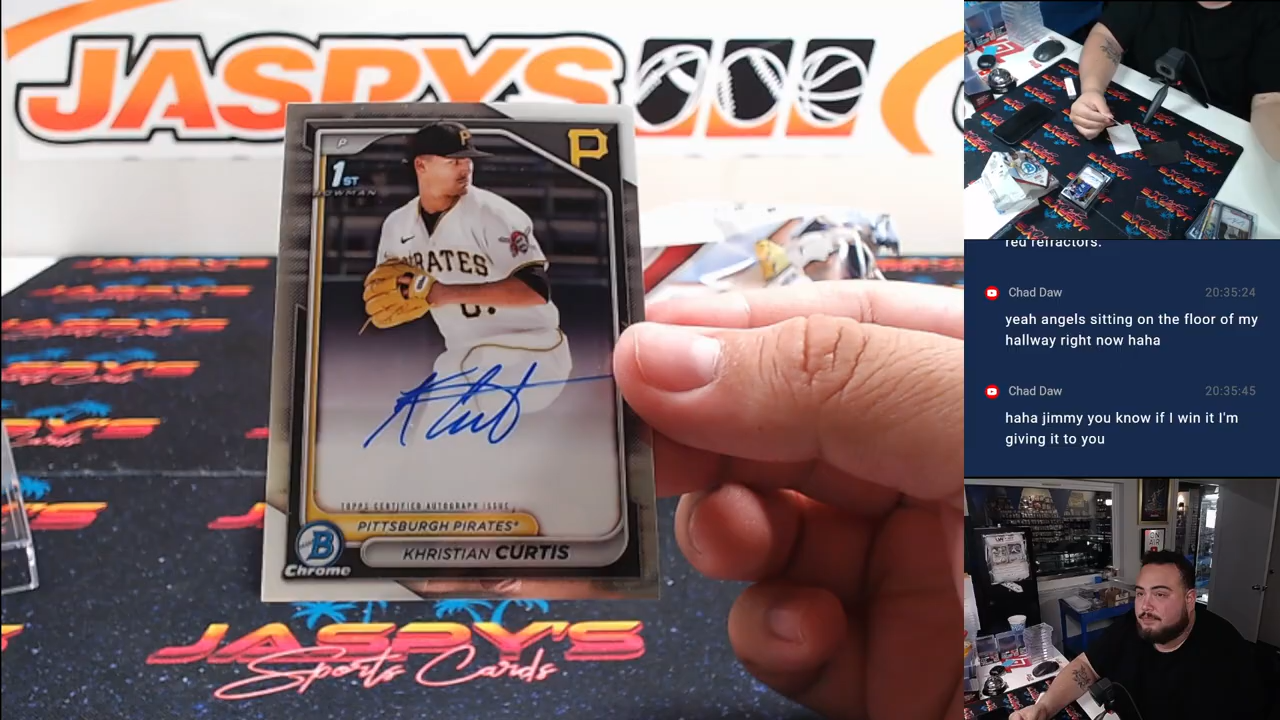 JASPYS
P
1ST
BOWMAN
P
P
PIRATES
TOPPS CERTIFIED AUTOGRAPH ISSUE
PITTSBURGH PIRATES*
KHRISTIAN CURTIS
B
Chrome
JASPY'S
Sports Cards
red refractors.
Chad Daw 20:35:24
yeah angels sitting on the floor of my
hallway right now haha
Chad Daw 20:35:45
haha jimmy you know if I win it I'm
giving it to you
ON
AIR